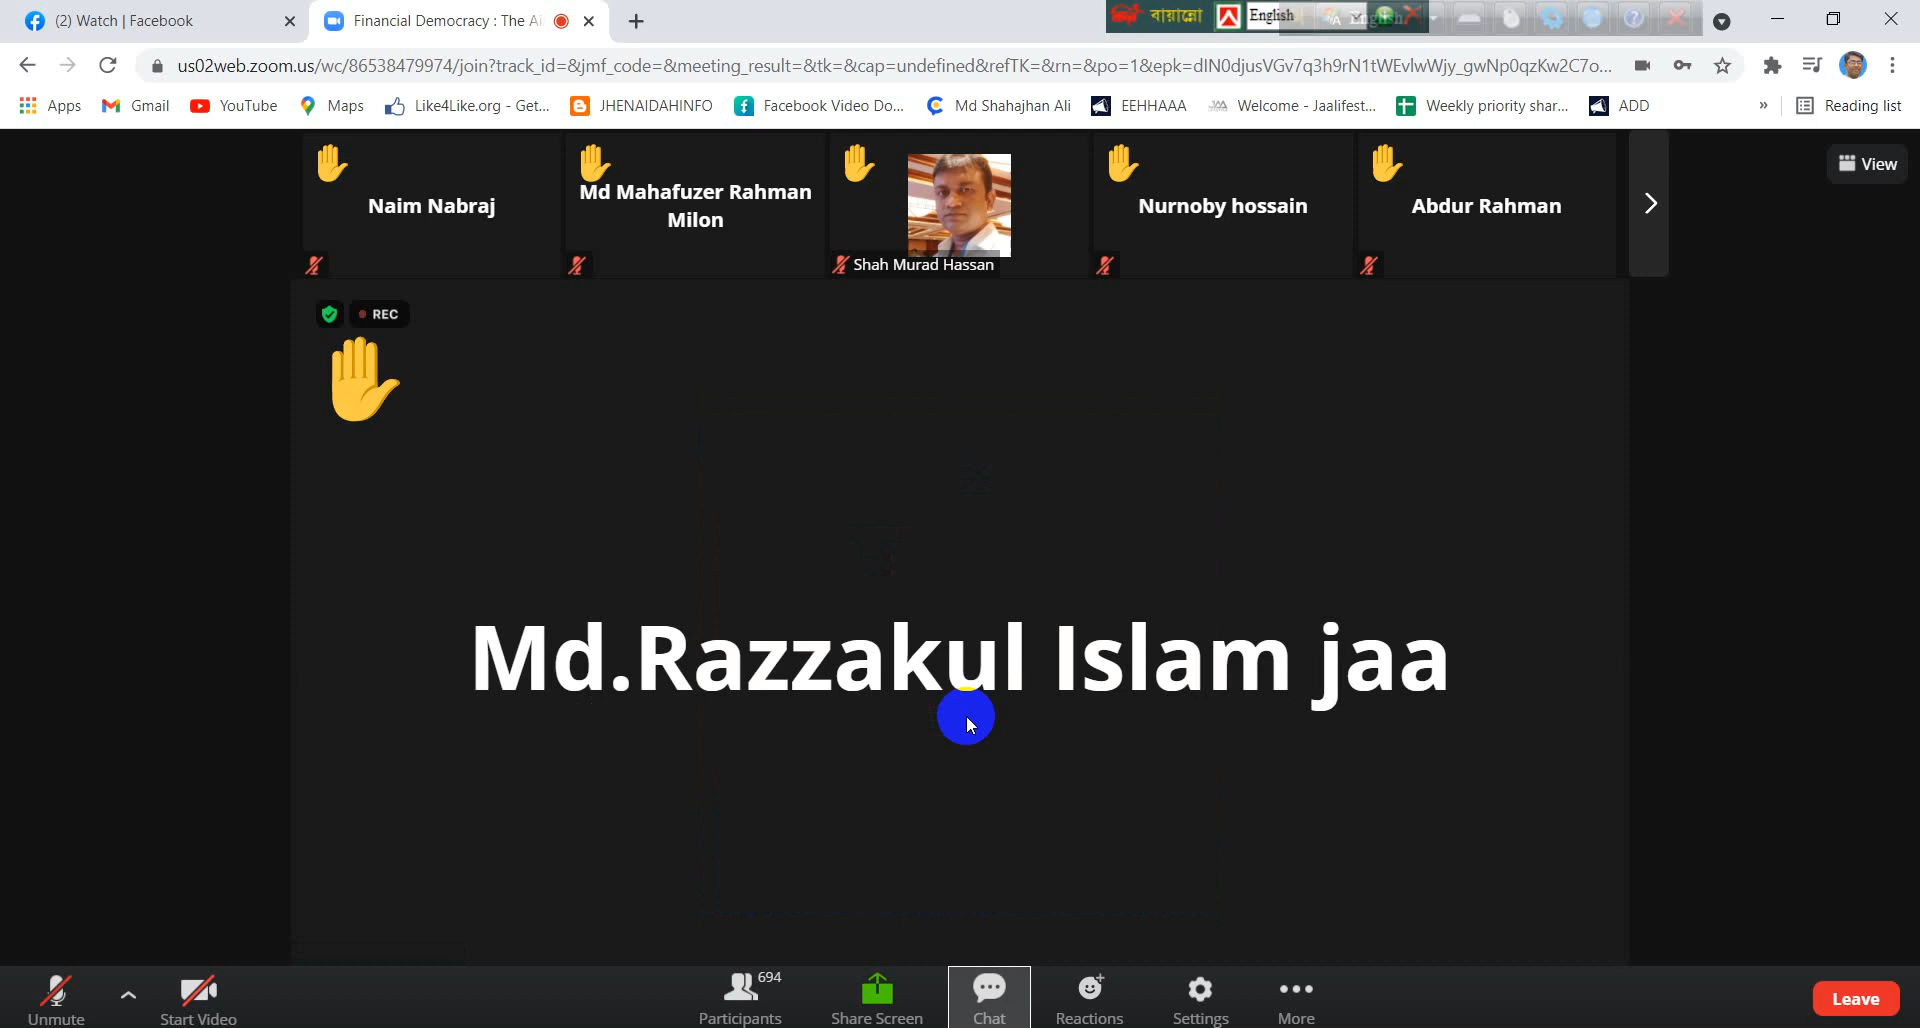 (2) Watch | Facebook
Financial Democracy : The Ai
বায়ান্নো
English
us02web.zoom.us/wc/86538479974/join?track_id=&jmf_code=&meeting_result=&tk=&cap=undefined&refTK=&rn=&po=1&epk=dIN0djusVGv7q3h9rN1tWEvlwWjy_gwNp0qzKw2C7o...
Apps
Gmail
YouTube
Maps
Like4Like.org - Get...
JHENAIDAHINFO
Facebook Video Do...
Md Shahajhan Ali
EEHHAAA
Welcome - Jaalifest...
Weekly priority shar...
ADD
»
Reading list
Naim Nabraj
Md Mahafuzer Rahman
Milon
Shah Murad Hassan
Nurnoby hossain
Abdur Rahman
View
REC
Md.Razzakul Islam jaa
Unmute
Start Video
694
Participants
Share Screen
Chat
Reactions
Settings
More
Leave